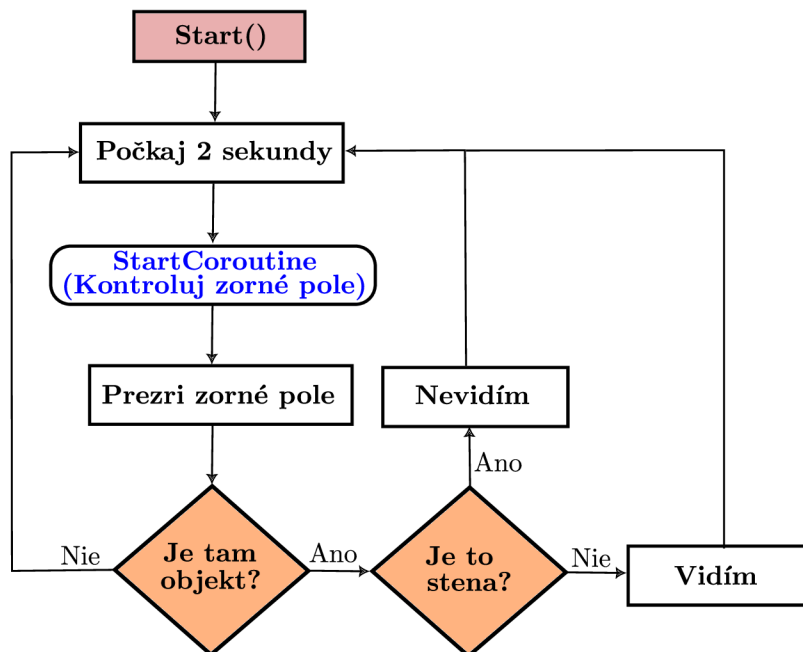 Start()
Počkaj 2 sekundy
StartCoroutine
(Kontroluj zorné pole)
Prezri zorné pole
Nevidím
Ano
Je tam
objekt?
Nie
Ano
Je to
stena?
Nie
Vidím